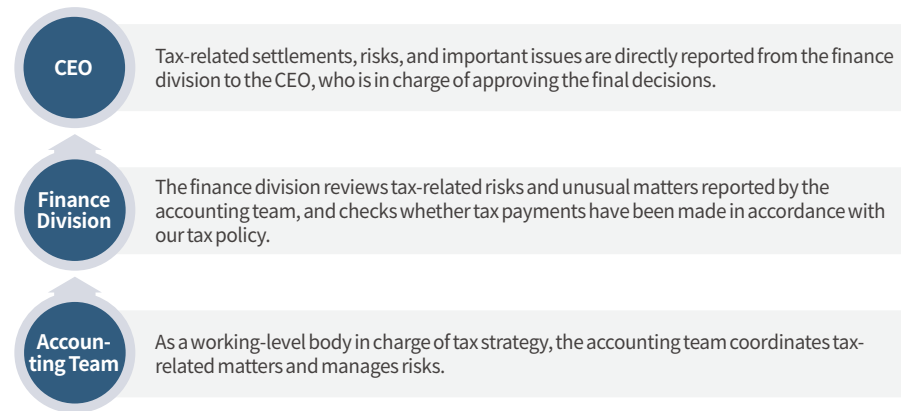 CEO
Tax-related settlements, risks, and important issues are directly reported from the finance
division to the CEO, who is in charge of approving the final decisions.
Finance
Division
The finance division reviews tax-related risks and unusual matters reported by the
accounting team, and checks whether tax payments have been made in accordance with
our tax policy.
Accoun-
ting Team
As a working-level body in charge of tax strategy, the accounting team coordinates tax-
related matters and manages risks.